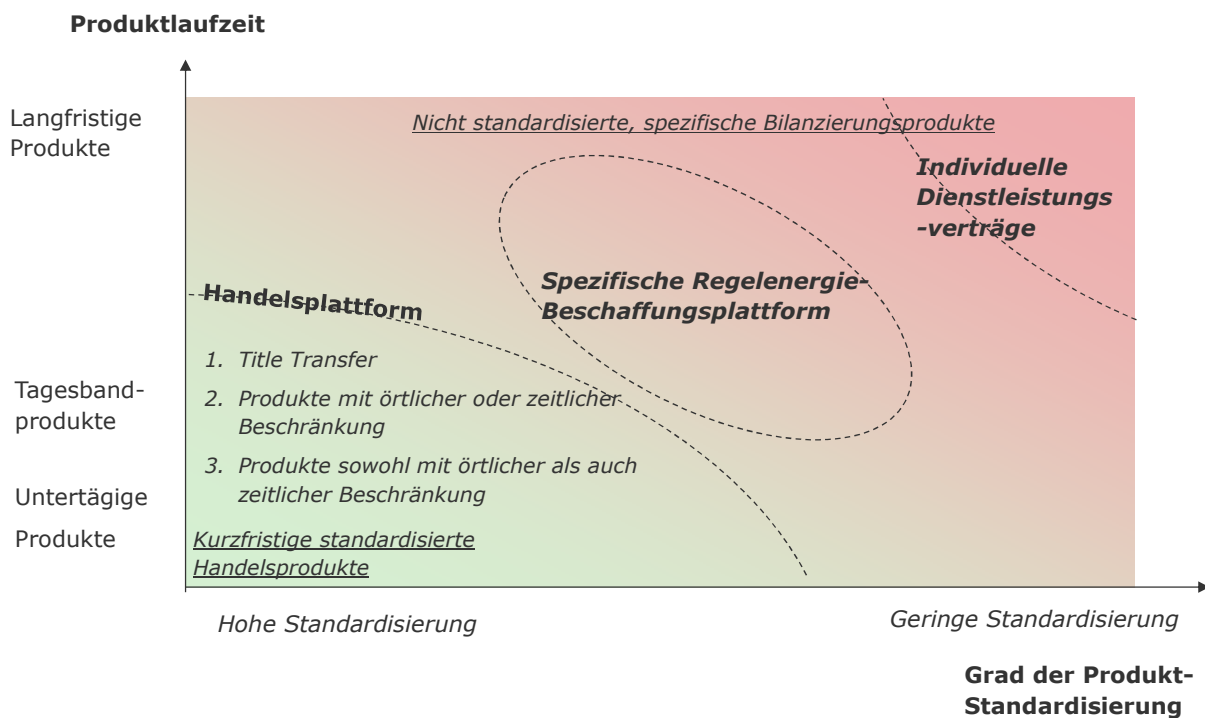 Produktlaufzeit
Langfristige
Produkte
Nicht standardisierte, spezifische Bilanzierungsprodukte
Individuelle
Dienstleistungs
-verträge
Spezifische Regelenergie-
Beschaffungsplattform
Handelsplattform
1. Title Transfer
2. Produkte mit örtlicher oder zeitlicher
Beschränkung
3. Produkte sowohl mit örtlicher als auch
zeitlicher Beschränkung
Tagesband-
produkte
Untertägige
Produkte
Kurzfristige standardisierte
Handelsprodukte
Hohe Standardisierung
Geringe Standardisierung
Grad der Produkt-
Standardisierung